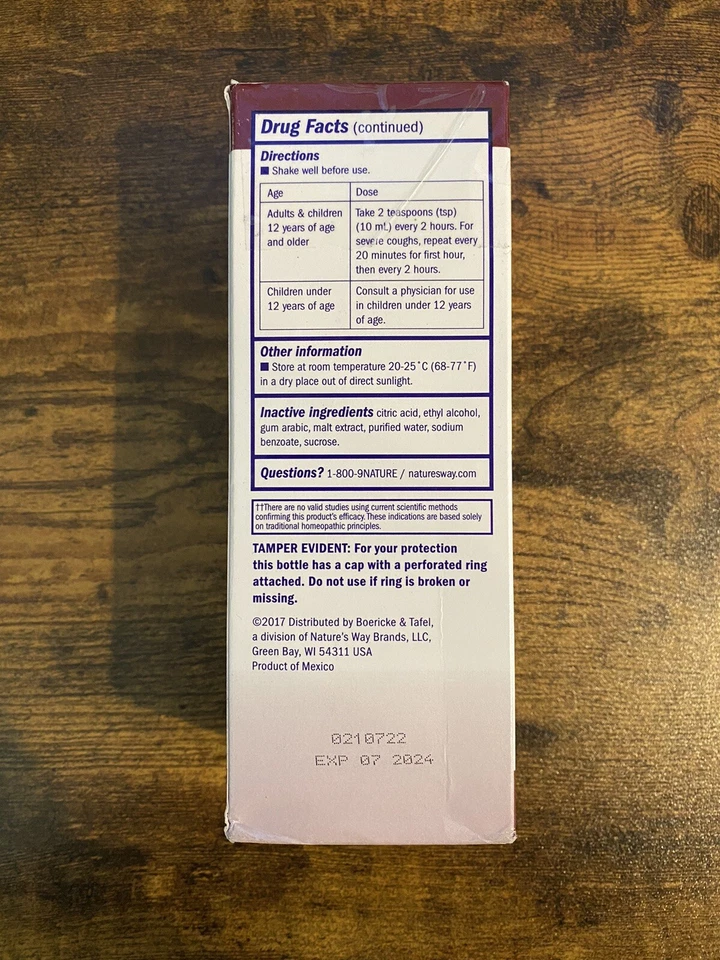 Drug Facts (continued)
Directions
■ Shake well before use.
Age Dose
Adults & children
12 years of age
and older
Take 2 teaspoons (tsp)
(10 mL) every 2 hours. For
severe coughs, repeat every
20 minutes for first hour,
then every 2 hours.
Children under
12 years of age
Consult a physician for use
in children under 12 years
of age.
Other information
■ Store at room temperature 20-25˚C (68-77˚F)
in a dry place out of direct sunlight.
Inactive ingredients citric acid, ethyl alcohol,
gum arabic, malt extract, purified water, sodium
benzoate, sucrose.
Questions? 1-800-9NATURE / naturesway.com
††There are no valid studies using current scientific methods
confirming this product's efficacy. These indications are based solely
on traditional homeopathic principles.
TAMPER EVIDENT: For your protection
this bottle has a cap with a perforated ring
attached. Do not use if ring is broken or
missing.
©2017 Distributed by Boericke & Tafel,
a division of Nature's Way Brands, LLC,
Green Bay, WI 54311 USA
Product of Mexico
0210722
EXP 07 2024